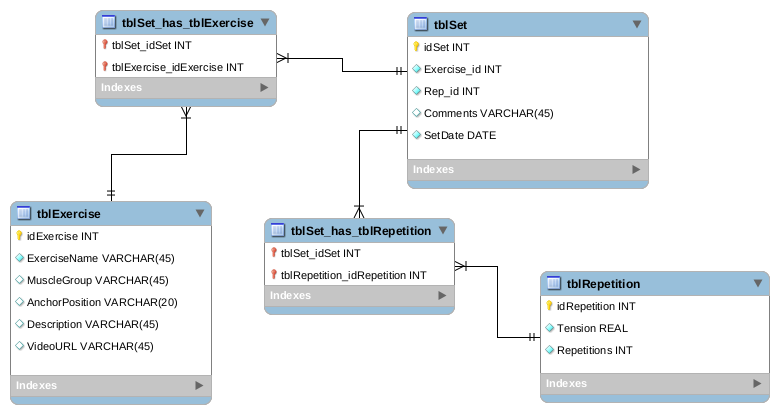 tblSet_has_tblExercise
tblSet_idSet INT
tblExercise_idExercise INT
Indexes
tblSet
idSet INT
Exercise_id INT
Rep_id INT
Comments VARCHAR(45)
SetDate DATE
Indexes
tblExercise
idExercise INT
ExerciseName VARCHAR(45)
MuscleGroup VARCHAR(45)
AnchorPosition VARCHAR(20)
Description VARCHAR(45)
VideoURL VARCHAR(45)
Indexes
tblSet_has_tblRepetition
tblSet_idSet INT
tblRepetition_idRepetition INT
Indexes
tblRepetition
idRepetition INT
Tension REAL
Repetitions INT
Indexes